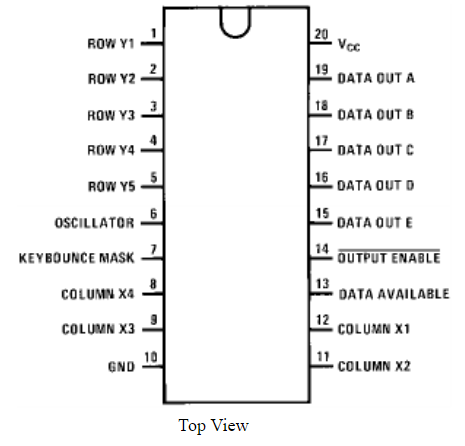 ROW Y1 1 20 VCC
ROW Y2 2 19 DATA OUT A
ROW Y3 3 18 DATA OUT B
ROW Y4 4 17 DATA OUT C
ROW Y5 5 16 DATA OUT D
OSCILLATOR 6 15 DATA OUT E
KEYBOUNCE MASK 7 14 OUTPUT ENABLE
COLUMN X4 8 13 DATA AVAILABLE
COLUMN X3 9 12 COLUMN X1
GND 10 11 COLUMN X2
Top View